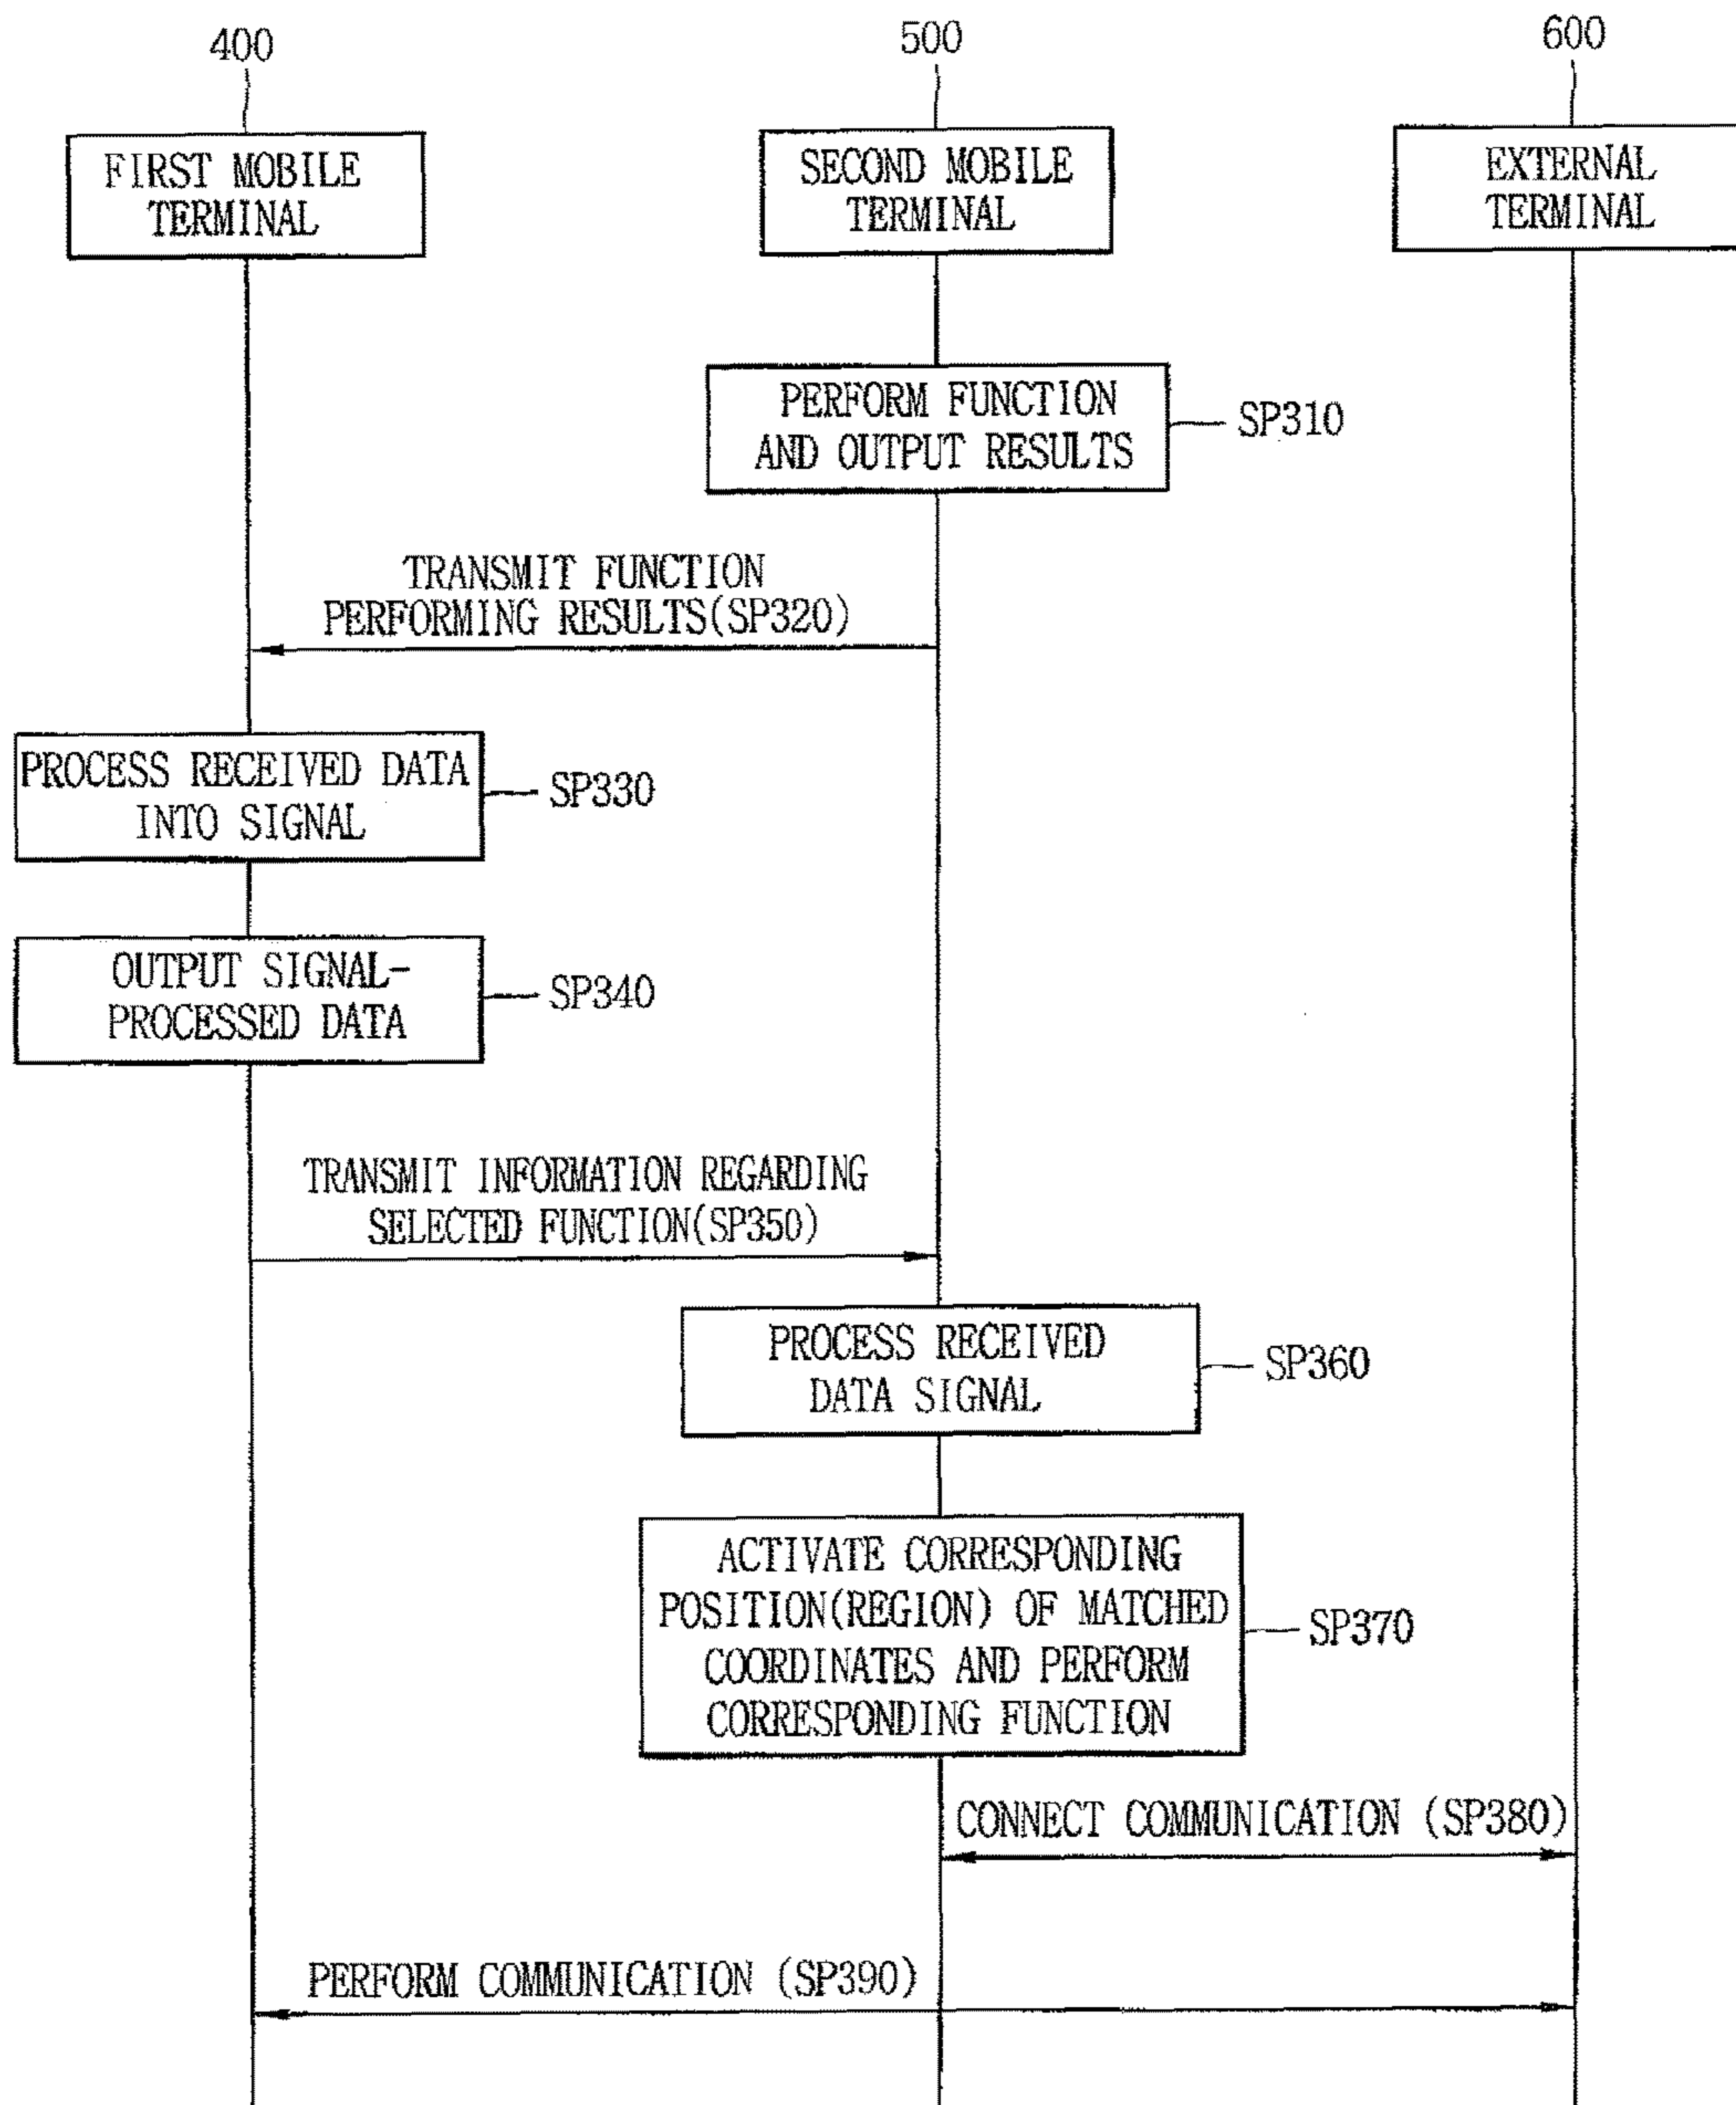 400
500
600
FIRST MOBILE
TERMINAL
SECOND MOBILE
TERMINAL
EXTERNAL
TERMINAL
PERFORM FUNCTION
AND OUTPUT RESULTS
SP310
TRANSMIT FUNCTION
PERFORMING RESULTS(SP320)
PROCESS RECEIVED DATA
INTO SIGNAL
SP330
OUTPUT SIGNAL-
PROCESSED DATA
SP340
TRANSMIT INFORMATION REGARDING
SELECTED FUNCTION(SP350)
PROCESS RECEIVED
DATA SIGNAL
SP360
ACTIVATE CORRESPONDING
POSITION(REGION) OF MATCHED
COORDINATES AND PERFORM
CORRESPONDING FUNCTION
SP370
CONNECT COMMUNICATION (SP380)
PERFORM COMMUNICATION (SP390)